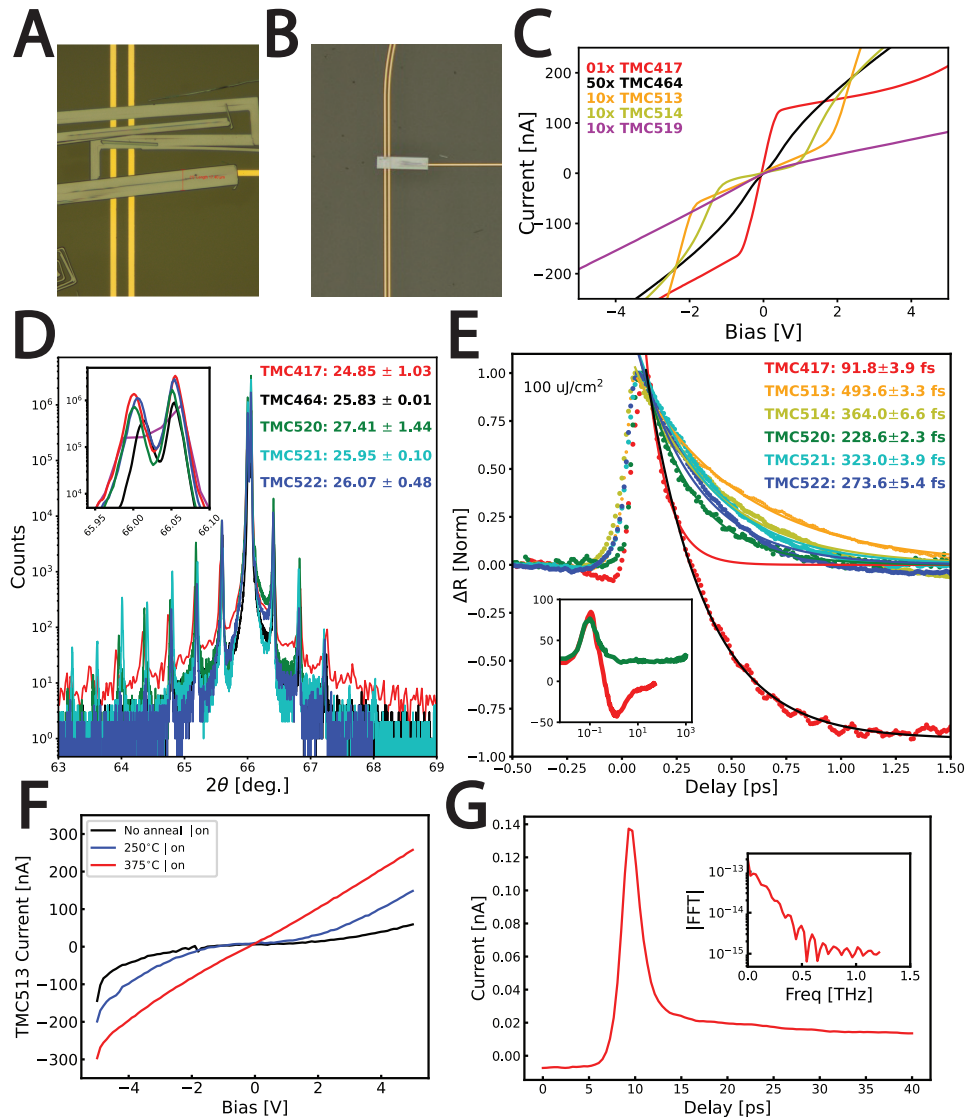 A
B
C
01x TMC417
50x TMC464
10x TMC513
10x TMC514
10x TMC519
Current [nA]
200
100
0
−100
−200
−4
−2
0
2
4
Bias [V]
D
TMC417: 24.85 ± 1.03
TMC464: 25.83 ± 0.01
TMC520: 27.41 ± 1.44
TMC521: 25.95 ± 0.10
TMC522: 26.07 ± 0.48
Counts
10⁶
10⁵
10⁴
10³
10²
10¹
10⁰
10⁶
10⁵
10⁴
65.95
66.00
66.05
66.10
63
64
65
66
67
68
69
2θ [deg.]
E
100 uJ/cm²
TMC417: 91.8±3.9 fs
TMC513: 493.6±3.3 fs
TMC514: 364.0±6.6 fs
TMC520: 228.6±2.3 fs
TMC521: 323.0±3.9 fs
TMC522: 273.6±5.4 fs
ΔR [Norm]
1.00
0.75
0.50
0.25
0.00
−0.25
−0.50
−0.75
−1.00
100
50
0
−50
10⁻¹
10¹
10³
−0.50
−0.25
0.00
0.25
0.50
0.75
1.00
1.25
1.50
Delay [ps]
F
No anneal | on
250°C | on
375°C | on
TMC513 Current [nA]
300
200
100
0
−100
−200
−300
−4
−2
0
2
4
Bias [V]
G
Current [nA]
0.14
0.12
0.10
0.08
0.06
0.04
0.02
0.00
|FFT|
10⁻¹³
10⁻¹⁴
10⁻¹⁵
0.0
0.5
1.0
1.5
Freq [THz]
0
5
10
15
20
25
30
35
40
Delay [ps]